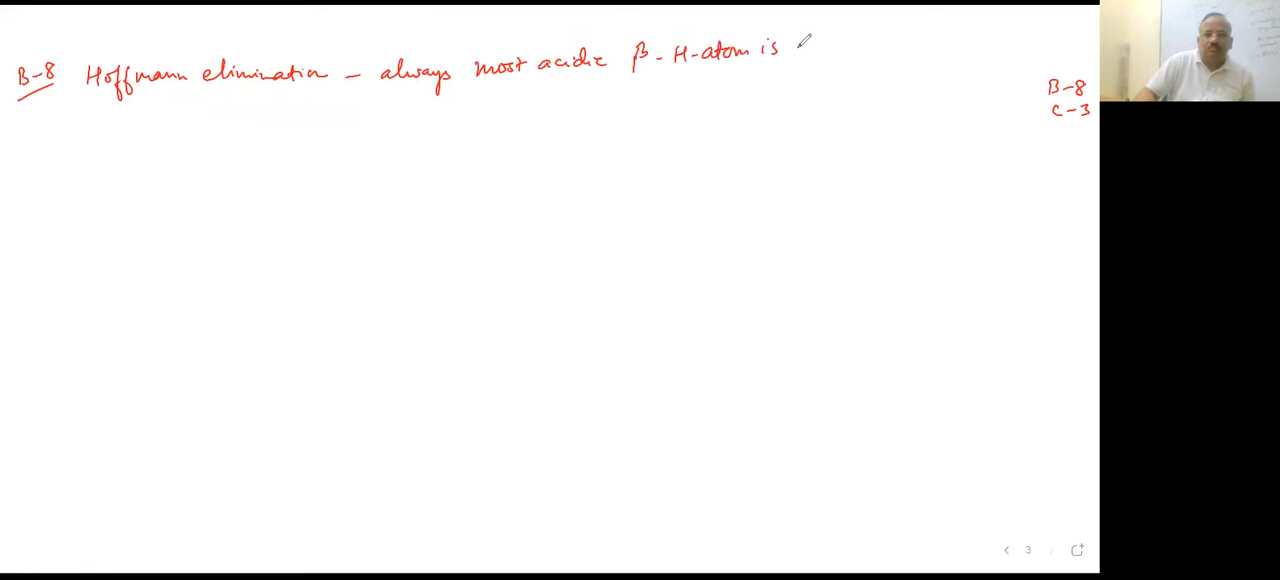 B-8 Hoffmann elimination - always most acidic β-H-atom is
B-8
C-3
3